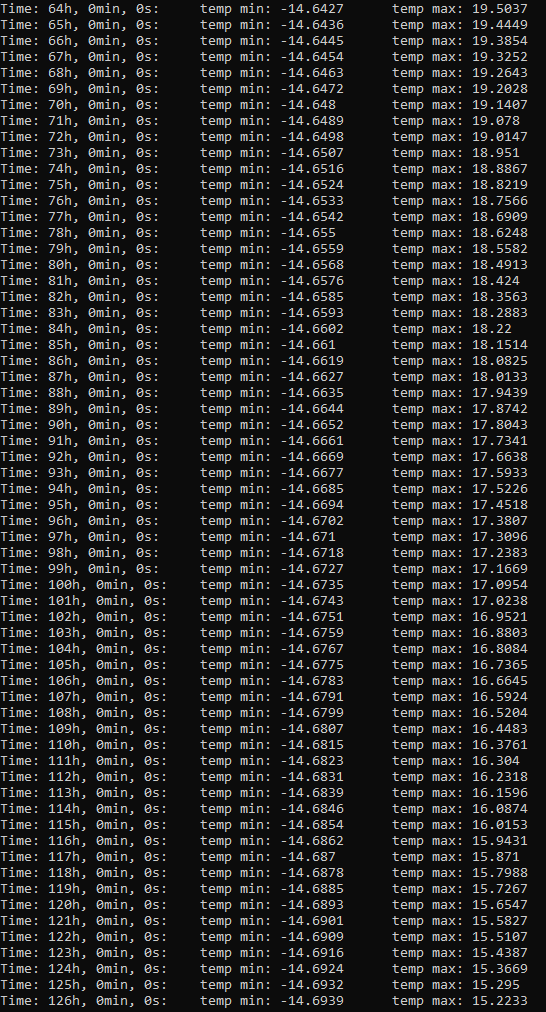 Time: 64h, 0min, 0s:    temp min: -14.6427      temp max: 19.5037
Time: 65h, 0min, 0s:    temp min: -14.6436      temp max: 19.4449
Time: 66h, 0min, 0s:    temp min: -14.6445      temp max: 19.3854
Time: 67h, 0min, 0s:    temp min: -14.6454      temp max: 19.3252
Time: 68h, 0min, 0s:    temp min: -14.6463      temp max: 19.2643
Time: 69h, 0min, 0s:    temp min: -14.6472      temp max: 19.2028
Time: 70h, 0min, 0s:    temp min: -14.648       temp max: 19.1407
Time: 71h, 0min, 0s:    temp min: -14.6489      temp max: 19.078
Time: 72h, 0min, 0s:    temp min: -14.6498      temp max: 19.0147
Time: 73h, 0min, 0s:    temp min: -14.6507      temp max: 18.951
Time: 74h, 0min, 0s:    temp min: -14.6516      temp max: 18.8867
Time: 75h, 0min, 0s:    temp min: -14.6524      temp max: 18.8219
Time: 76h, 0min, 0s:    temp min: -14.6533      temp max: 18.7566
Time: 77h, 0min, 0s:    temp min: -14.6542      temp max: 18.6909
Time: 78h, 0min, 0s:    temp min: -14.655       temp max: 18.6248
Time: 79h, 0min, 0s:    temp min: -14.6559      temp max: 18.5582
Time: 80h, 0min, 0s:    temp min: -14.6568      temp max: 18.4913
Time: 81h, 0min, 0s:    temp min: -14.6576      temp max: 18.424
Time: 82h, 0min, 0s:    temp min: -14.6585      temp max: 18.3563
Time: 83h, 0min, 0s:    temp min: -14.6593      temp max: 18.2883
Time: 84h, 0min, 0s:    temp min: -14.6602      temp max: 18.22
Time: 85h, 0min, 0s:    temp min: -14.661       temp max: 18.1514
Time: 86h, 0min, 0s:    temp min: -14.6619      temp max: 18.0825
Time: 87h, 0min, 0s:    temp min: -14.6627      temp max: 18.0133
Time: 88h, 0min, 0s:    temp min: -14.6635      temp max: 17.9439
Time: 89h, 0min, 0s:    temp min: -14.6644      temp max: 17.8742
Time: 90h, 0min, 0s:    temp min: -14.6652      temp max: 17.8043
Time: 91h, 0min, 0s:    temp min: -14.6661      temp max: 17.7341
Time: 92h, 0min, 0s:    temp min: -14.6669      temp max: 17.6638
Time: 93h, 0min, 0s:    temp min: -14.6677      temp max: 17.5933
Time: 94h, 0min, 0s:    temp min: -14.6685      temp max: 17.5226
Time: 95h, 0min, 0s:    temp min: -14.6694      temp max: 17.4518
Time: 96h, 0min, 0s:    temp min: -14.6702      temp max: 17.3807
Time: 97h, 0min, 0s:    temp min: -14.671       temp max: 17.3096
Time: 98h, 0min, 0s:    temp min: -14.6718      temp max: 17.2383
Time: 99h, 0min, 0s:    temp min: -14.6727      temp max: 17.1669
Time: 100h, 0min, 0s:   temp min: -14.6735      temp max: 17.0954
Time: 101h, 0min, 0s:   temp min: -14.6743      temp max: 17.0238
Time: 102h, 0min, 0s:   temp min: -14.6751      temp max: 16.9521
Time: 103h, 0min, 0s:   temp min: -14.6759      temp max: 16.8803
Time: 104h, 0min, 0s:   temp min: -14.6767      temp max: 16.8084
Time: 105h, 0min, 0s:   temp min: -14.6775      temp max: 16.7365
Time: 106h, 0min, 0s:   temp min: -14.6783      temp max: 16.6645
Time: 107h, 0min, 0s:   temp min: -14.6791      temp max: 16.5924
Time: 108h, 0min, 0s:   temp min: -14.6799      temp max: 16.5204
Time: 109h, 0min, 0s:   temp min: -14.6807      temp max: 16.4483
Time: 110h, 0min, 0s:   temp min: -14.6815      temp max: 16.3761
Time: 111h, 0min, 0s:   temp min: -14.6823      temp max: 16.304
Time: 112h, 0min, 0s:   temp min: -14.6831      temp max: 16.2318
Time: 113h, 0min, 0s:   temp min: -14.6839      temp max: 16.1596
Time: 114h, 0min, 0s:   temp min: -14.6846      temp max: 16.0874
Time: 115h, 0min, 0s:   temp min: -14.6854      temp max: 16.0153
Time: 116h, 0min, 0s:   temp min: -14.6862      temp max: 15.9431
Time: 117h, 0min, 0s:   temp min: -14.687       temp max: 15.871
Time: 118h, 0min, 0s:   temp min: -14.6878      temp max: 15.7988
Time: 119h, 0min, 0s:   temp min: -14.6885      temp max: 15.7267
Time: 120h, 0min, 0s:   temp min: -14.6893      temp max: 15.6547
Time: 121h, 0min, 0s:   temp min: -14.6901      temp max: 15.5827
Time: 122h, 0min, 0s:   temp min: -14.6909      temp max: 15.5107
Time: 123h, 0min, 0s:   temp min: -14.6916      temp max: 15.4387
Time: 124h, 0min, 0s:   temp min: -14.6924      temp max: 15.3669
Time: 125h, 0min, 0s:   temp min: -14.6932      temp max: 15.295
Time: 126h, 0min, 0s:   temp min: -14.6939      temp max: 15.2233